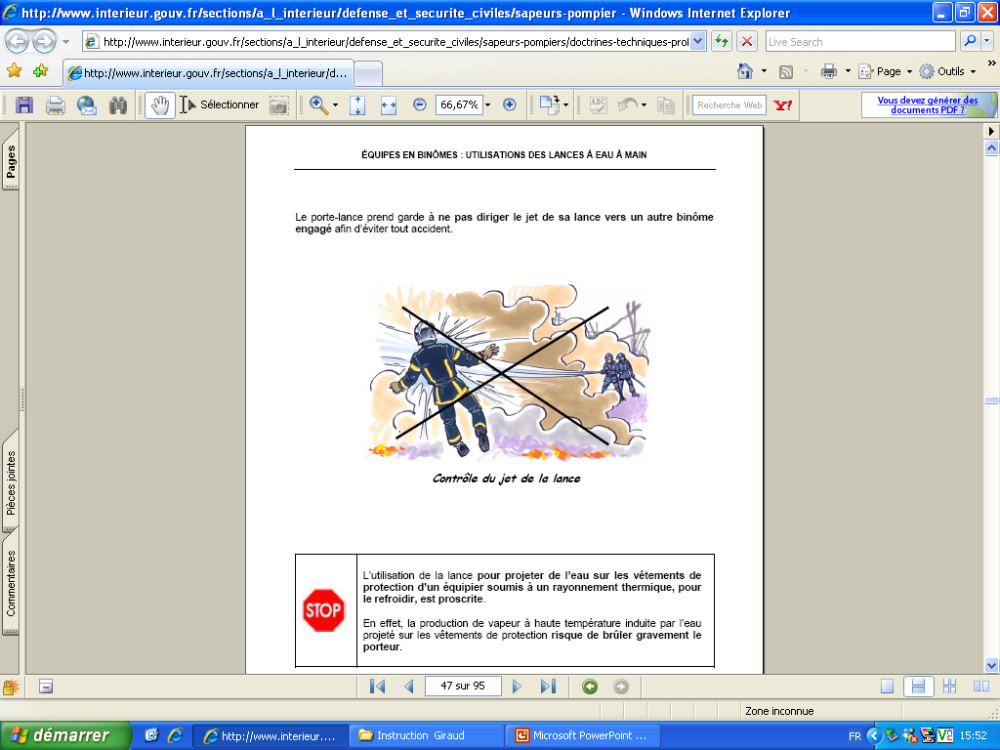 http://www.interieur.gouv.fr/sections/a_l_interieur/defense_et_securite_civiles/sapeurs-pompier - Windows Internet Explorer
http://www.interieur.gouv.fr/sections/a_l_interieur/defense_et_securite_civiles/sapeurs-pompiers/doctrines-techniques-prof
Live Search
http://www.interieur.gouv.fr/sections/a_l_interieur/d...
Page
Outils
Sélectionner
66,67%
Recherche Web
Y!
Vous devez générer des
documents PDF ?
Pages
Pièces jointes
Commentaires
ÉQUIPES EN BINÔMES : UTILISATIONS DES LANCES À EAU À MAIN
Le porte-lance prend garde à ne pas diriger le jet de sa lance vers un autre binôme
engagé afin d'éviter tout accident.
Contrôle du jet de la lance
STOP
L'utilisation de la lance pour projeter de l'eau sur les vêtements de
protection d'un équipier soumis à un rayonnement thermique, pour
le refroidir, est proscrite.
En effet, la production de vapeur à haute température induite par l'eau
projeté sur les vêtements de protection risque de brûler gravement le
porteur.
47 sur 95
Zone inconnue
démarrer
http://www.interieur....
Instruction Giraud
Microsoft PowerPoint ...
FR
15:52